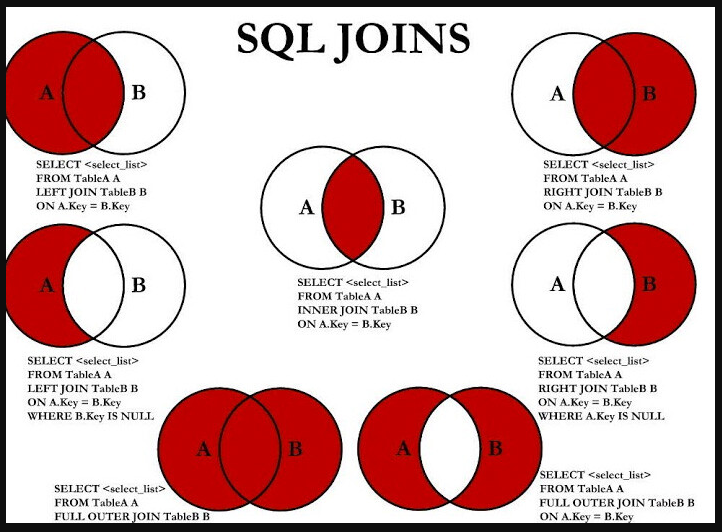 SQL JOINS
A B
SELECT <select_list>
FROM TableA A
LEFT JOIN TableB B
ON A.Key = B.Key
A B
SELECT <select_list>
FROM TableA A
RIGHT JOIN TableB B
ON A.Key = B.Key
A B
SELECT <select_list>
FROM TableA A
INNER JOIN TableB B
ON A.Key = B.Key
A B
SELECT <select_list>
FROM TableA A
LEFT JOIN TableB B
ON A.Key = B.Key
WHERE B.Key IS NULL
A B
SELECT <select_list>
FROM TableA A
RIGHT JOIN TableB B
ON A.Key = B.Key
WHERE A.Key IS NULL
A B
SELECT <select_list>
FROM TableA A
FULL OUTER JOIN TableB B
A B
SELECT <select_list>
FROM TableA A
FULL OUTER JOIN TableB B
ON A.Key = B.Key